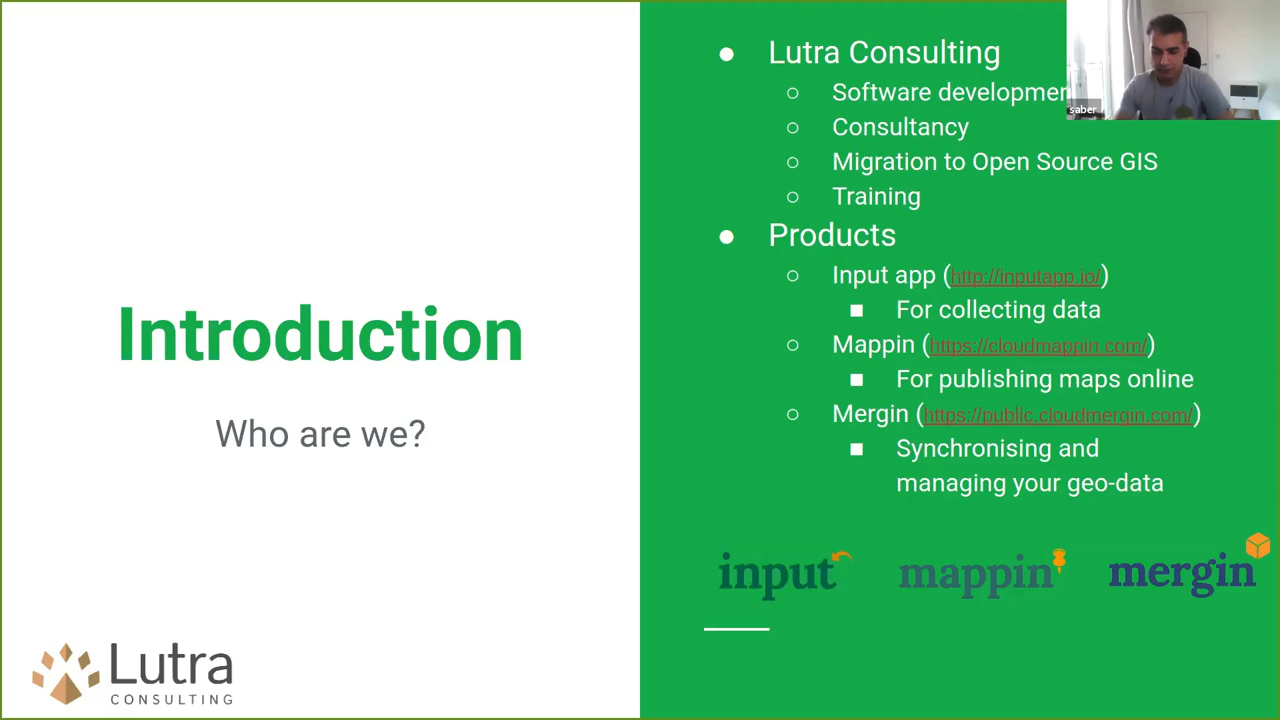 Introduction
Who are we?
Lutra
CONSULTING
● Lutra Consulting
○ Software developmen
○ Consultancy
○ Migration to Open Source GIS
○ Training
● Products
○ Input app (http://inputapp.io/)
■ For collecting data
○ Mappin (https://cloudmappin.com/)
■ For publishing maps online
○ Mergin (https://public.cloudmergin.com/)
■ Synchronising and
managing your geo-data
input
mappin
mergin
saber